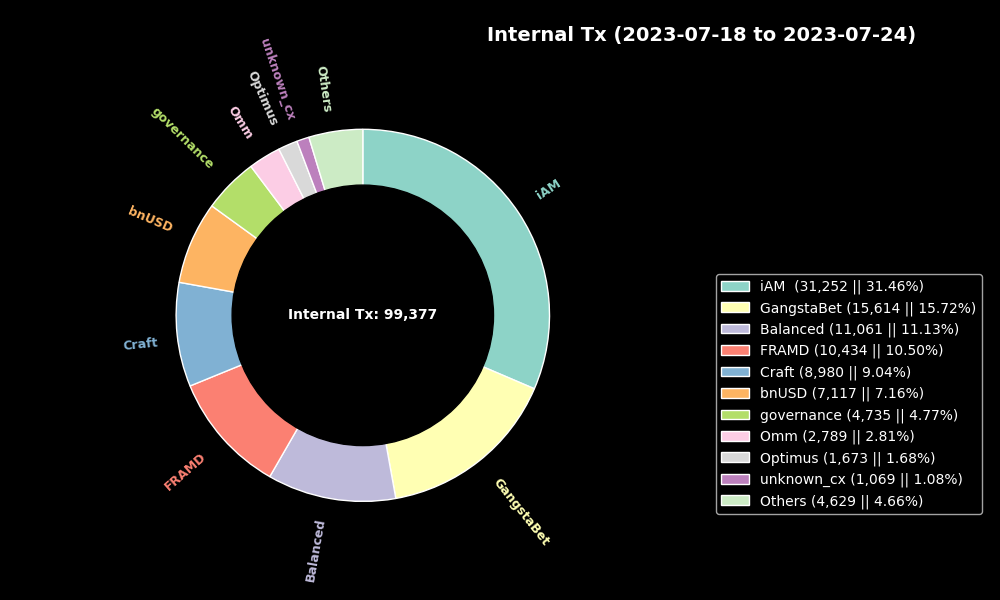 Internal Tx (2023-07-18 to 2023-07-24)
unknown_cx
Others
Optimus
Omm
governance
iAM
bnUSD
Internal Tx: 99,377
Craft
FRAMD
GangstaBet
Balanced
iAM  (31,252 || 31.46%)
GangstaBet (15,614 || 15.72%)
Balanced (11,061 || 11.13%)
FRAMD (10,434 || 10.50%)
Craft (8,980 || 9.04%)
bnUSD (7,117 || 7.16%)
governance (4,735 || 4.77%)
Omm (2,789 || 2.81%)
Optimus (1,673 || 1.68%)
unknown_cx (1,069 || 1.08%)
Others (4,629 || 4.66%)